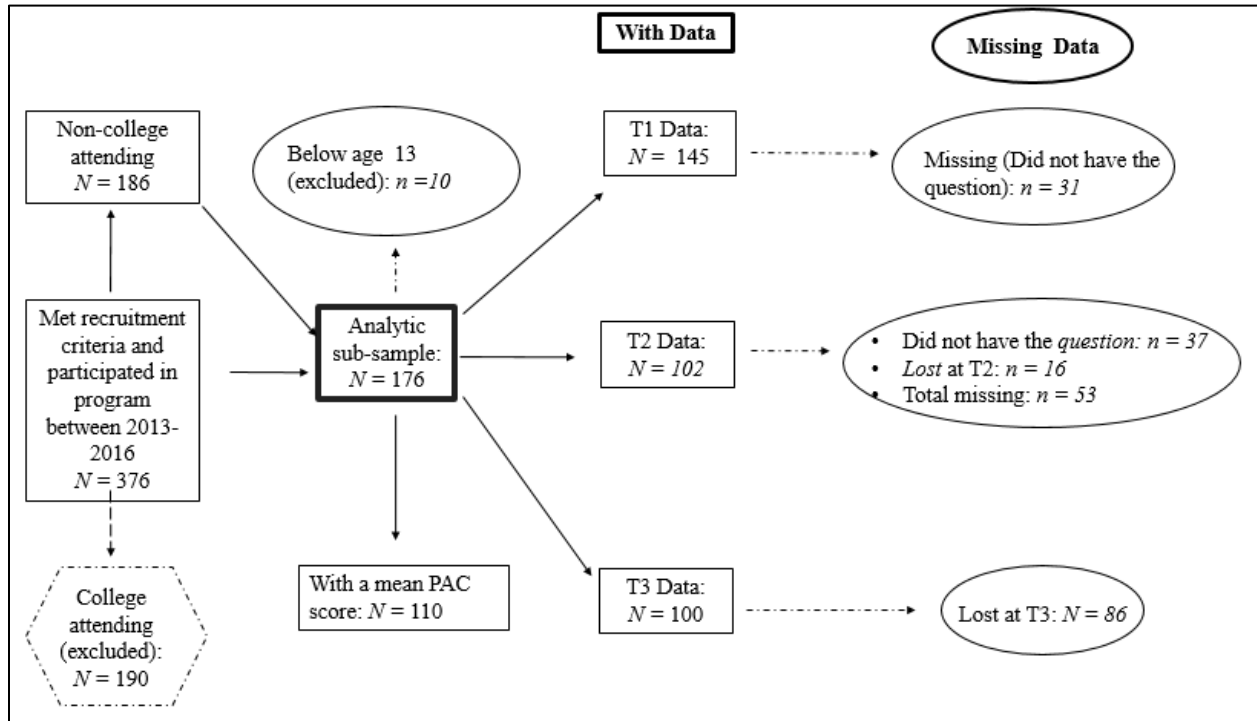 With Data
Missing Data
Non-college
attending
N = 186
Below age 13
(excluded): n =10
T1 Data:
N = 145
Missing (Did not have the
question): n = 31
Met recruitment
criteria and
participated in
program
between 2013-
2016
N = 376
Analytic
sub-sample:
N = 176
T2 Data:
N = 102
• Did not have the question: n = 37
• Lost at T2: n = 16
• Total missing: n = 53
College
attending
(excluded):
N = 190
With a mean PAC
score: N = 110
T3 Data:
N = 100
Lost at T3: N = 86